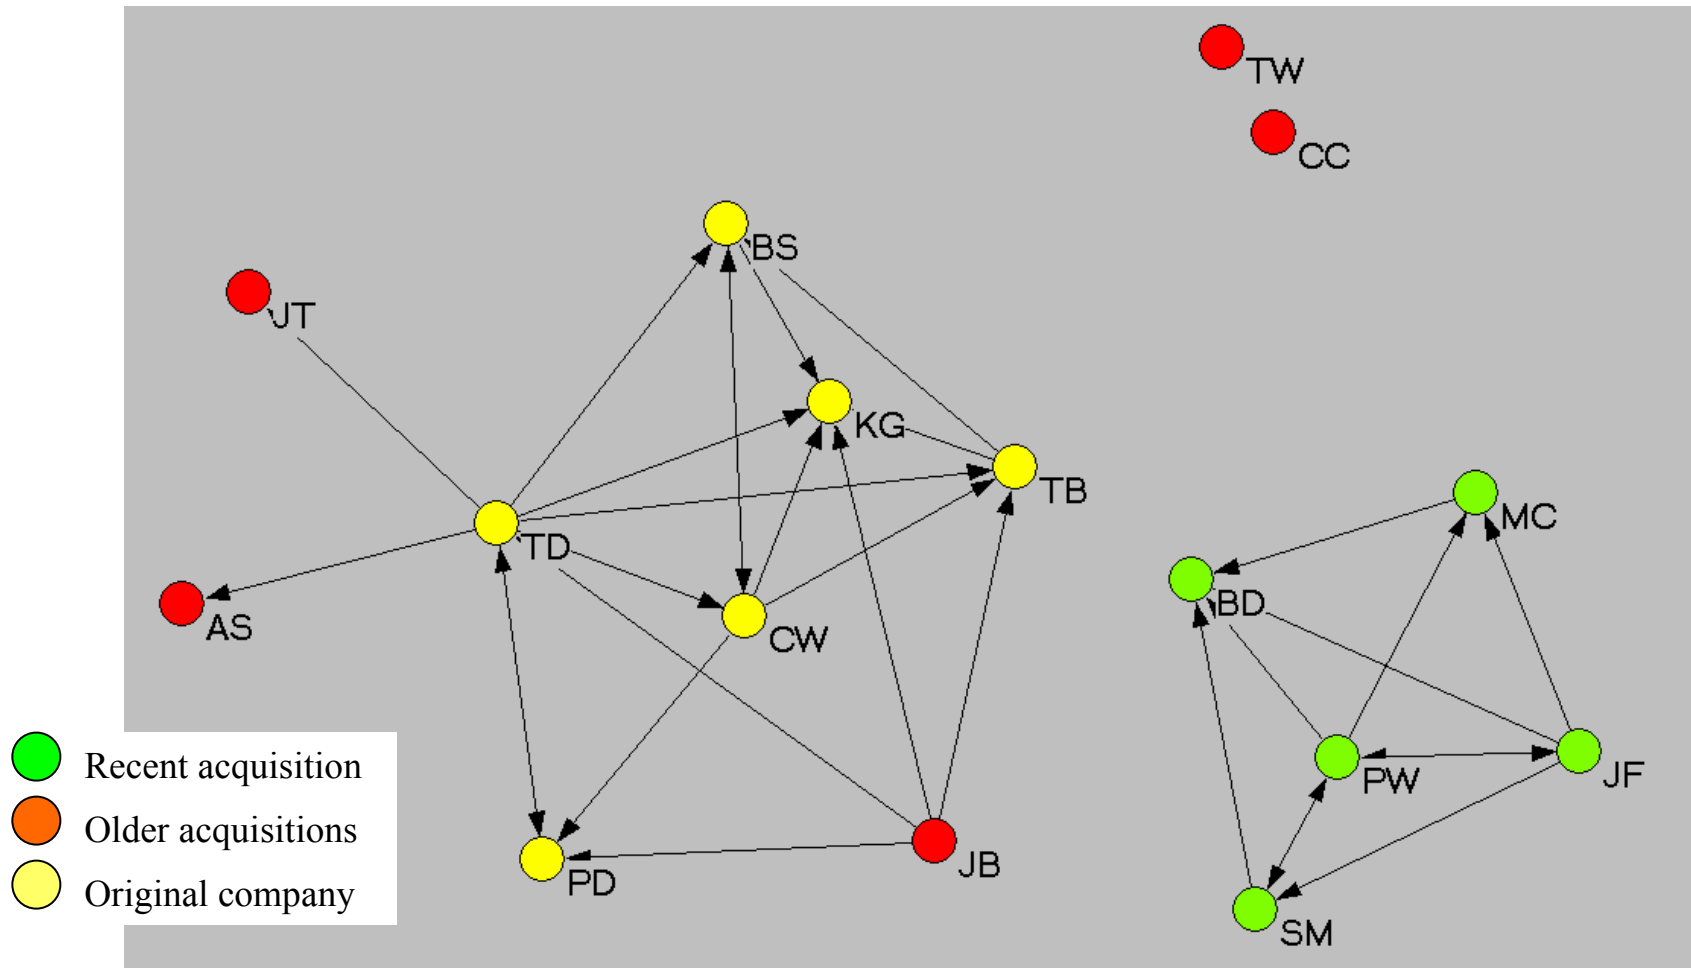 TW
CC
BS
JT
KG
TB
MC
TD
BD
AS
CW
PW
JF
JB
PD
SM
Recent acquisition
Older acquisitions
Original company